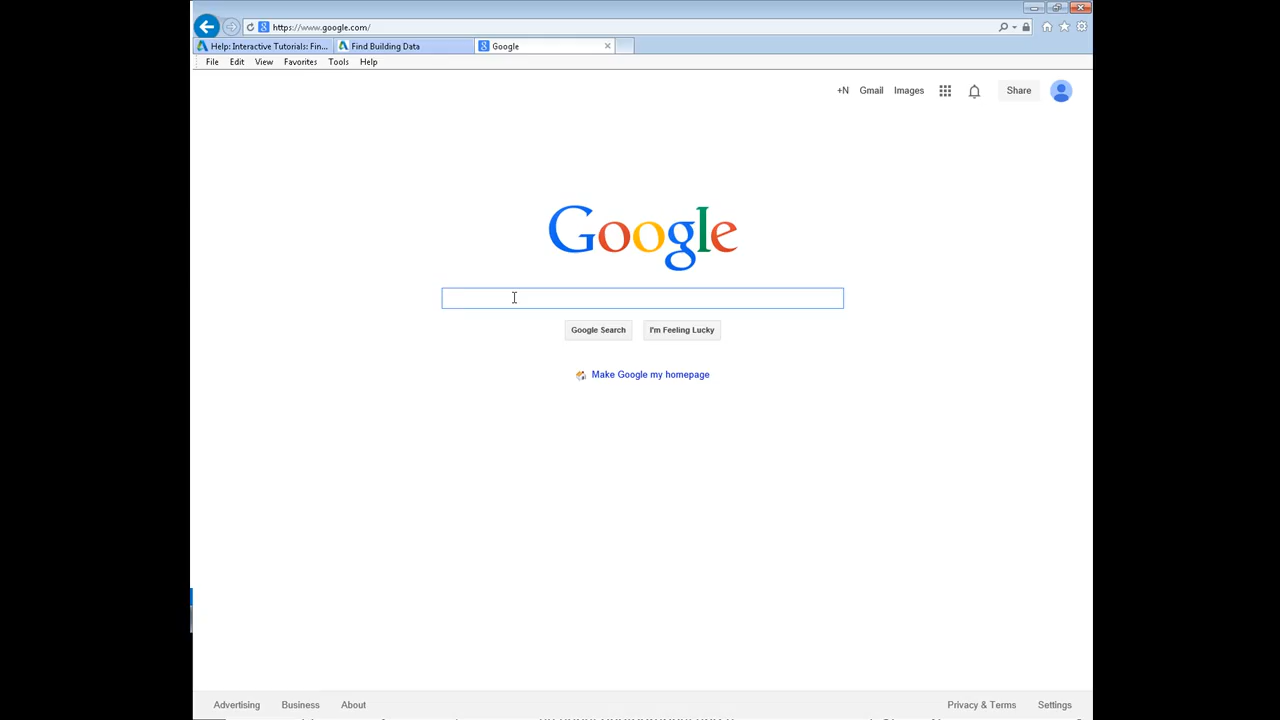 https://www.google.com/
Help: Interactive Tutorials: Fin...
Find Building Data
Google
File Edit View Favorites Tools Help
+N Gmail Images Share
Google
Google Search I'm Feeling Lucky
Make Google my homepage
Advertising Business About Privacy & Terms Settings